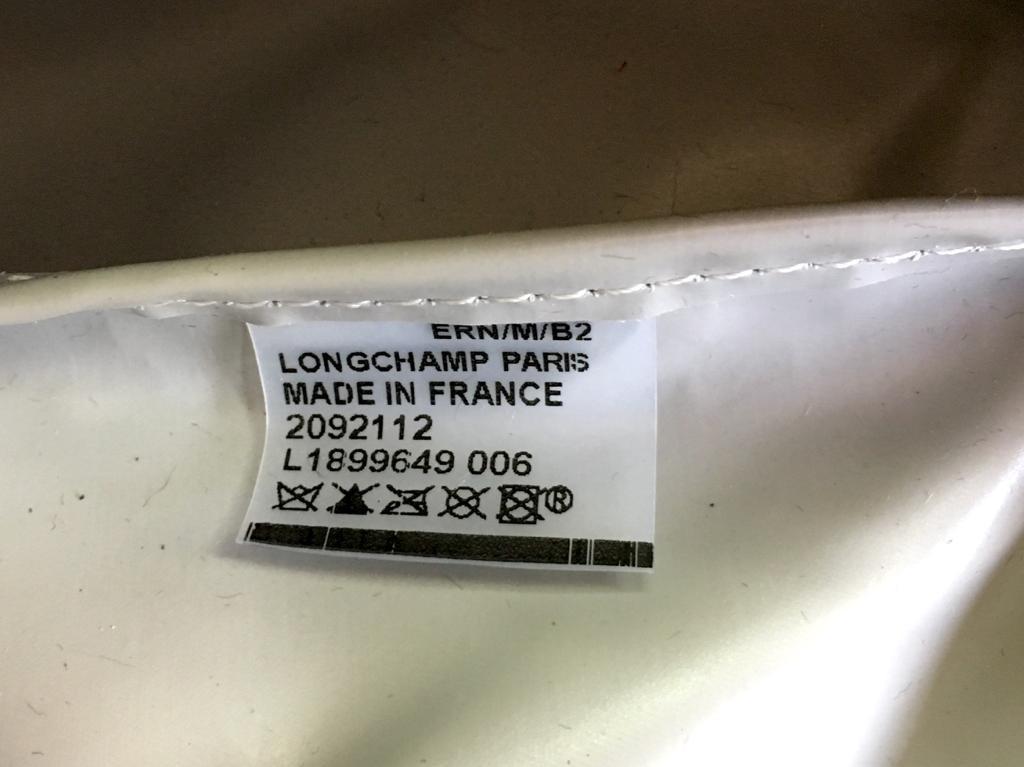 ERN/M/B2
LONGCHAMP PARIS
MADE IN FRANCE
2092112
L1899649 006
®